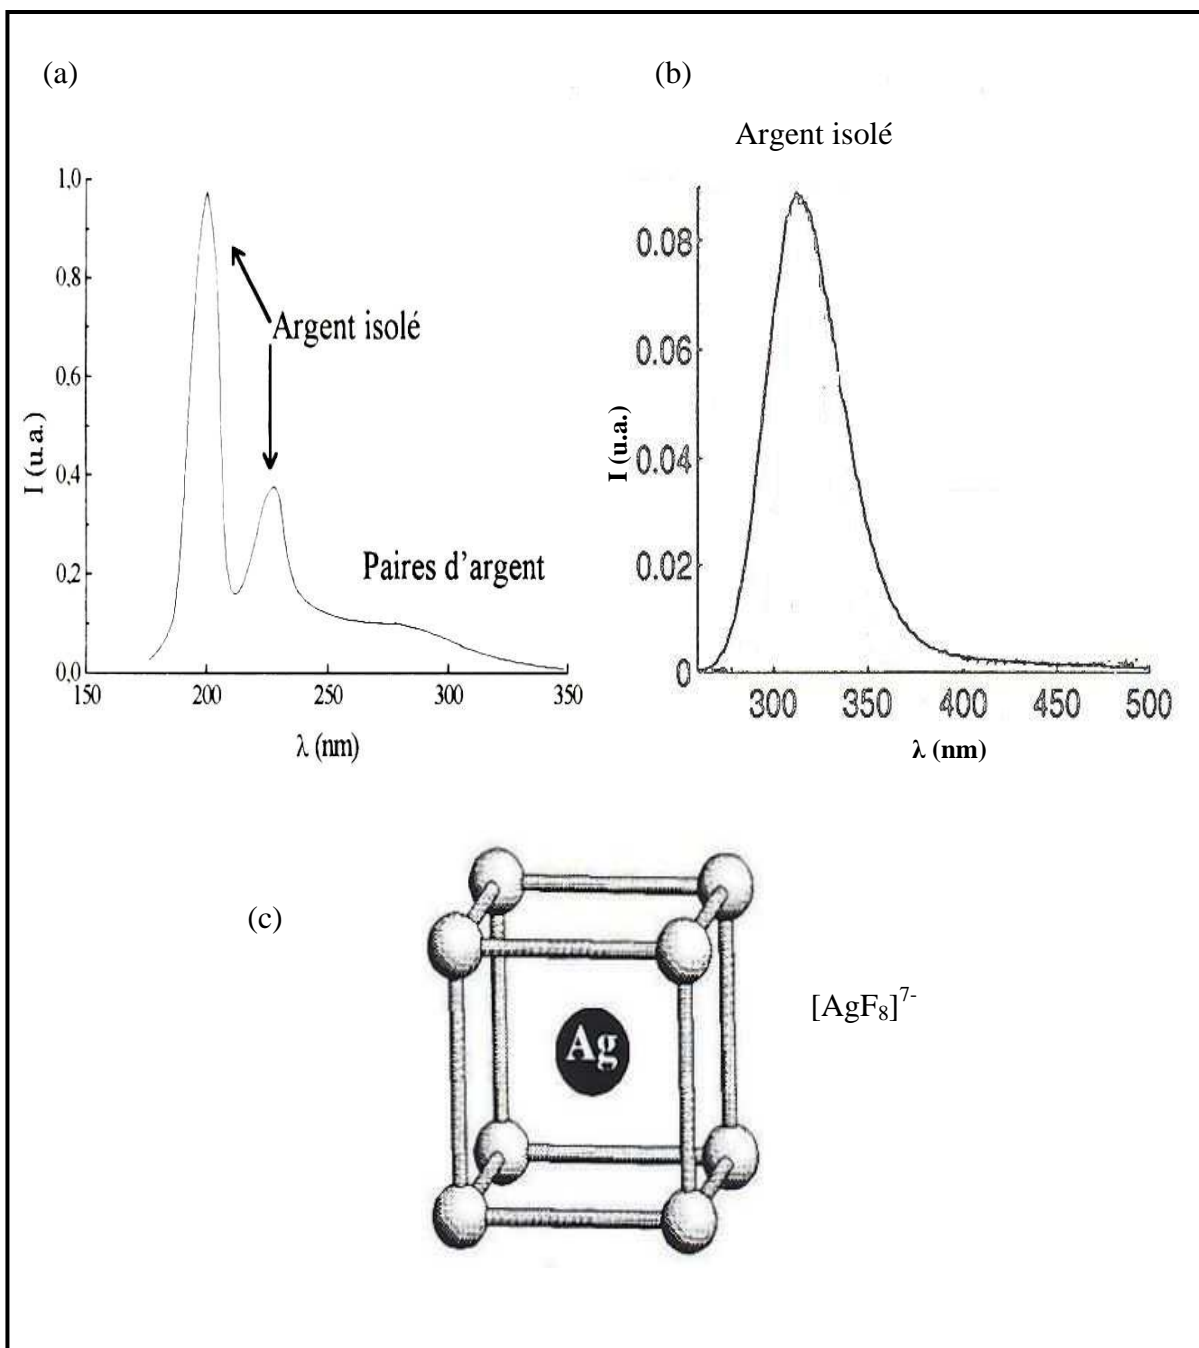 (a)
(b)
Argent isolé
1,0
0,8
0,6
0,4
0,2
0,0
I (u.a.)
Argent isolé
Paires d'argent
150 200 250 300 350
λ (nm)
0.08
0.06
0.04
0.02
0
I (u.a.)
300 350 400 450 500
λ (nm)
(c)
Ag
[AgF₈]⁷⁻